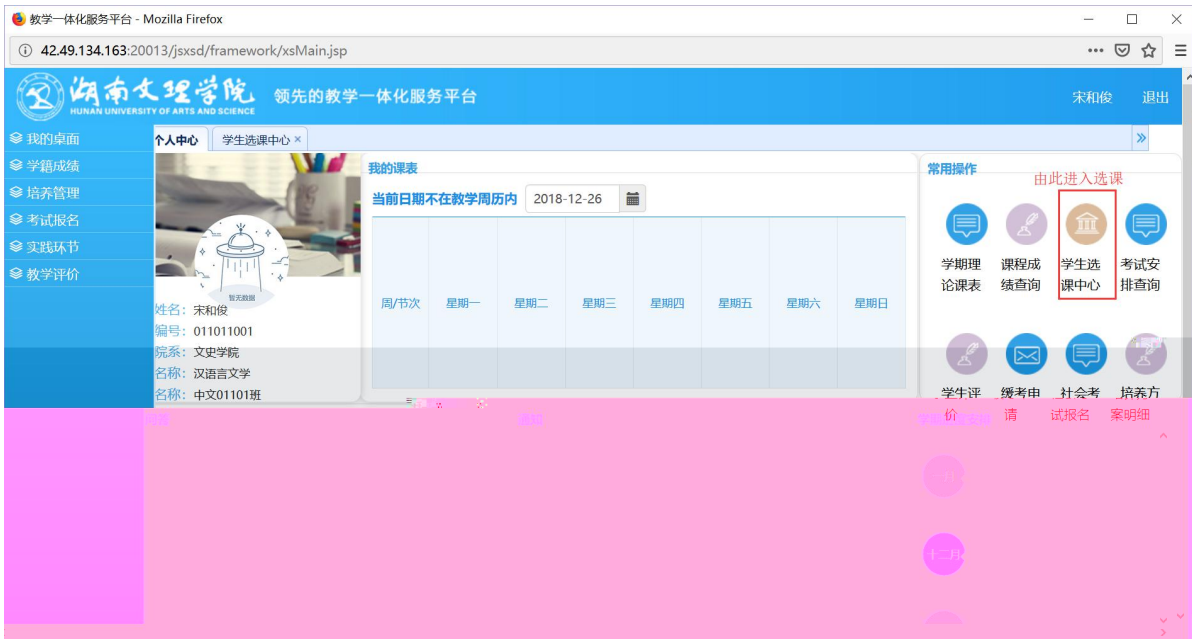 教学一体化服务平台 - Mozilla Firefox
42.49.134.163:20013/jsxsd/framework/xsMain.jsp
湖南文理学院
HUNAN UNIVERSITY OF ARTS AND SCIENCE
领先的教学一体化服务平台
宋和俊 退出
我的桌面
学籍成绩
培养管理
考试报名
实践环节
教学评价
个人中心 学生选课中心 ×
暂无数据
姓名: 宋和俊
编号: 011011001
院系: 文史学院
名称: 汉语言文学
名称: 中文01101班
我的课表
当前日期不在教学周历内 2018-12-26
周/节次 星期一 星期二 星期三 星期四 星期五 星期六 星期日
常用操作
由此进入选课
学期理论课表
课程成绩查询
学生选课中心
考试安排查询
学生评价
缓考申请
社会考试报名
培养方案明细
通知
十二月